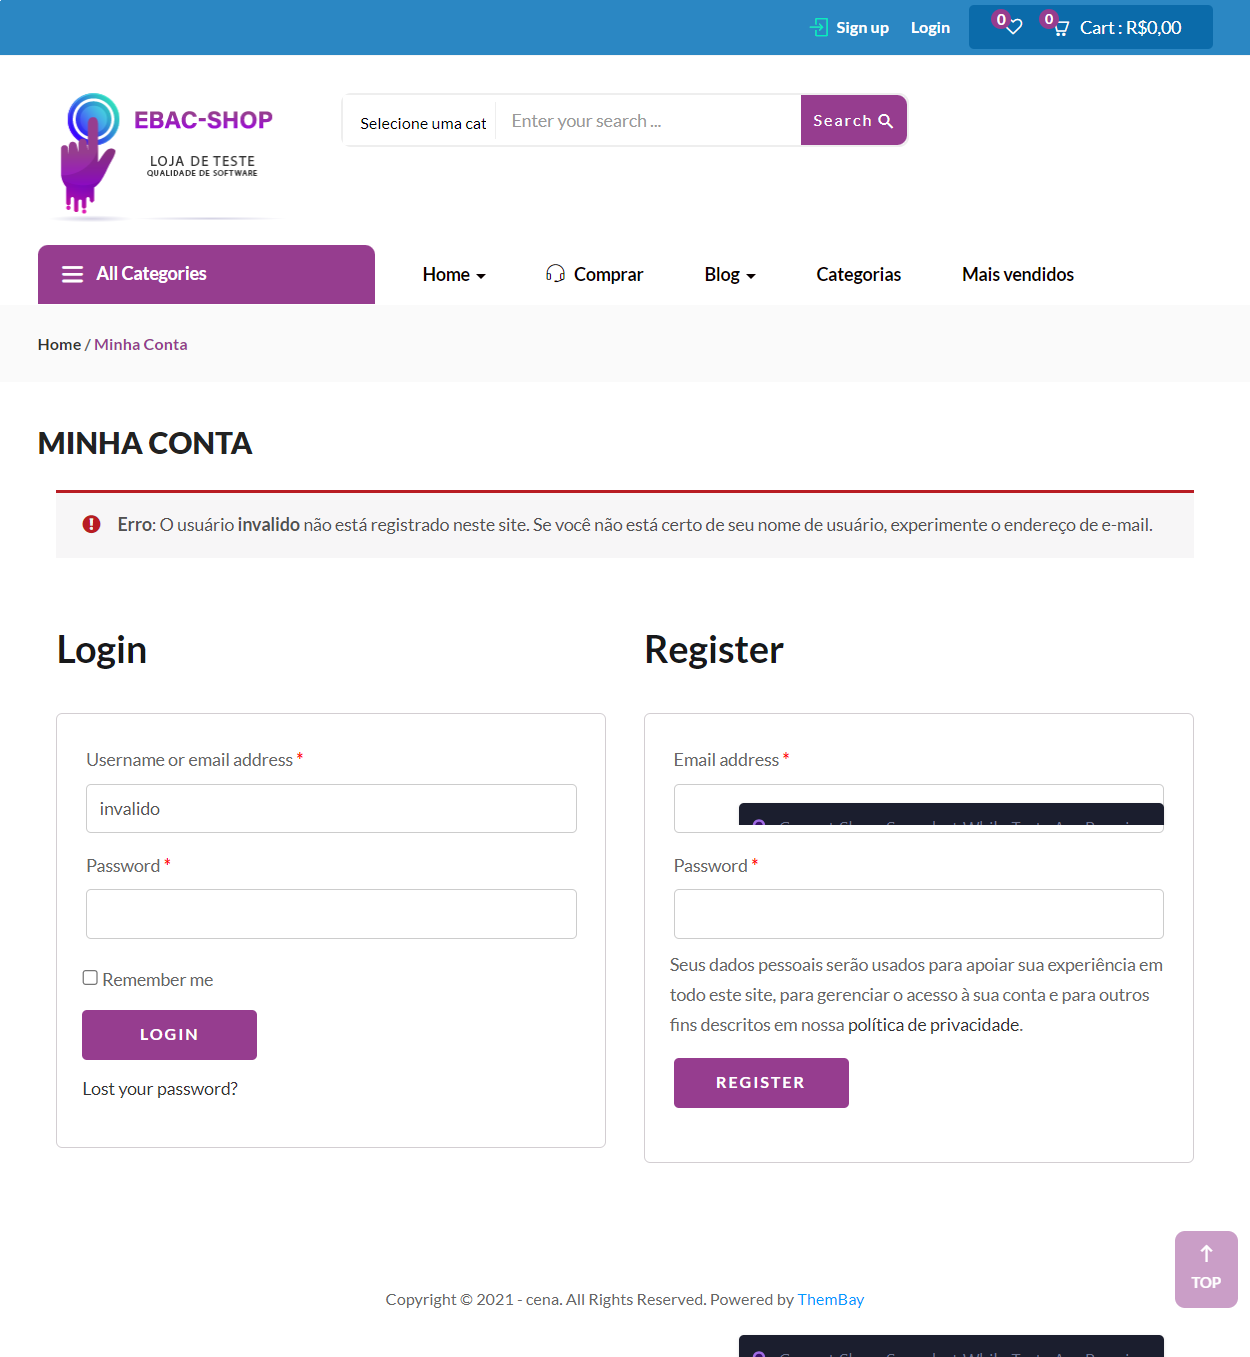 Sign up
Login
0
0
Cart : R$0,00
EBAC-SHOP
LOJA DE TESTE
QUALIDADE DE SOFTWARE
Selecione uma cat
Enter your search ...
Search
All Categories
Home
Comprar
Blog
Categorias
Mais vendidos
Home / Minha Conta
MINHA CONTA
Erro: O usuário invalido não está registrado neste site. Se você não está certo de seu nome de usuário, experimente o endereço de e-mail.
Login
Username or email address *
invalido
Password *
Remember me
LOGIN
Lost your password?
Register
Email address *
Password *
Seus dados pessoais serão usados para apoiar sua experiência em
todo este site, para gerenciar o acesso à sua conta e para outros
fins descritos em nossa política de privacidade.
REGISTER
TOP
Copyright © 2021 - cena. All Rights Reserved. Powered by ThemBay